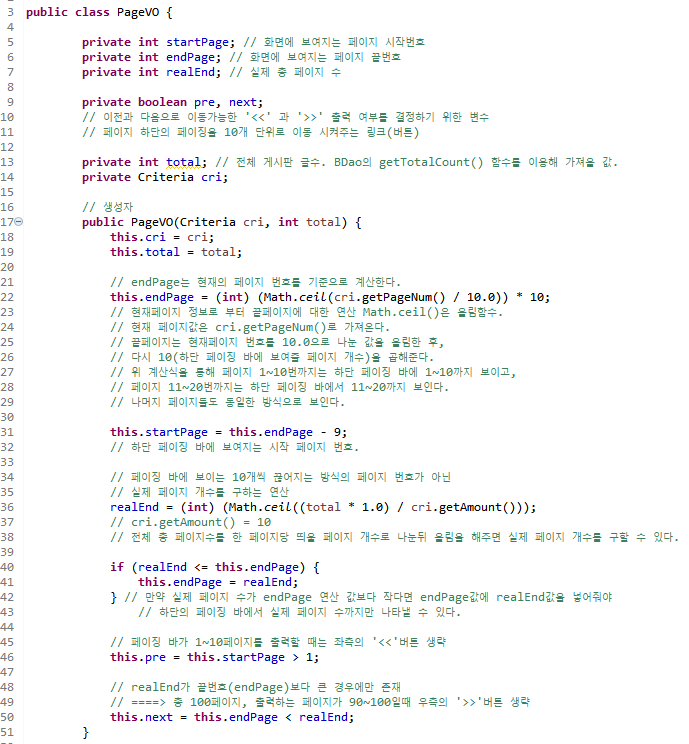 3 public class PageVO {
4
5 private int startPage; // 화면에 보여지는 페이지 시작번호
6 private int endPage; // 화면에 보여지는 페이지 끝번호
7 private int realEnd; // 실제 총 페이지 수
8
9 private boolean pre, next;
10 // 이전과 다음으로 이동가능한 '<<' 과 '>>' 출력 여부를 결정하기 위한 변수
11 // 페이지 하단의 페이징을 10개 단위로 이동 시켜주는 링크(버튼)
12
13 private int total; // 전체 게시판 글수. BDao의 getTotalCount() 함수를 이용해 가져올 값.
14 private Criteria cri;
15
16 // 생성자
17 public PageVO(Criteria cri, int total) {
18 this.cri = cri;
19 this.total = total;
20
21 // endPage는 현재의 페이지 번호를 기준으로 계산한다.
22 this.endPage = (int) (Math.ceil(cri.getPageNum() / 10.0)) * 10;
23 // 현재페이지 정보로 부터 끝페이지에 대한 연산 Math.ceil()은 올림함수.
24 // 현재 페이지값은 cri.getPageNum()로 가져온다.
25 // 끝페이지는 현재페이지 번호를 10.0으로 나눈 값을 올림한 후,
26 // 다시 10(하단 페이징 바에 보여줄 페이지 개수)을 곱해준다.
27 // 위 계산식을 통해 페이지 1~10번까지는 하단 페이징 바에 1~10까지 보이고,
28 // 페이지 11~20번까지는 하단 페이징 바에서 11~20까지 보인다.
29 // 나머지 페이지들도 동일한 방식으로 보인다.
30
31 this.startPage = this.endPage - 9;
32 // 하단 페이징 바에 보여지는 시작 페이지 번호.
33
34 // 페이징 바에 보이는 10개씩 끊어지는 방식의 페이지 번호가 아닌
35 // 실제 페이지 개수를 구하는 연산
36 realEnd = (int) (Math.ceil((total * 1.0) / cri.getAmount()));
37 // cri.getAmount() = 10
38 // 전체 총 페이지수를 한 페이지당 띄울 페이지 개수로 나눈뒤 올림을 해주면 실제 페이지 개수를 구할 수 있다.
39
40 if (realEnd <= this.endPage) {
41 this.endPage = realEnd;
42 } // 만약 실제 페이지 수가 endPage 연산 값보다 작다면 endPage값에 realEnd값을 넣어줘야
43 // 하단의 페이징 바에서 실제 페이지 수까지만 나타낼 수 있다.
44
45 // 페이징 바가 1~10페이지를 출력할 때는 좌측의 '<<'버튼 생략
46 this.pre = this.startPage > 1;
47
48 // realEnd가 끝번호(endPage)보다 큰 경우에만 존재
49 // ====> 총 100페이지, 출력하는 페이지가 90~100일때 우측의 '>>'버튼 생략
50 this.next = this.endPage < realEnd;
51 }